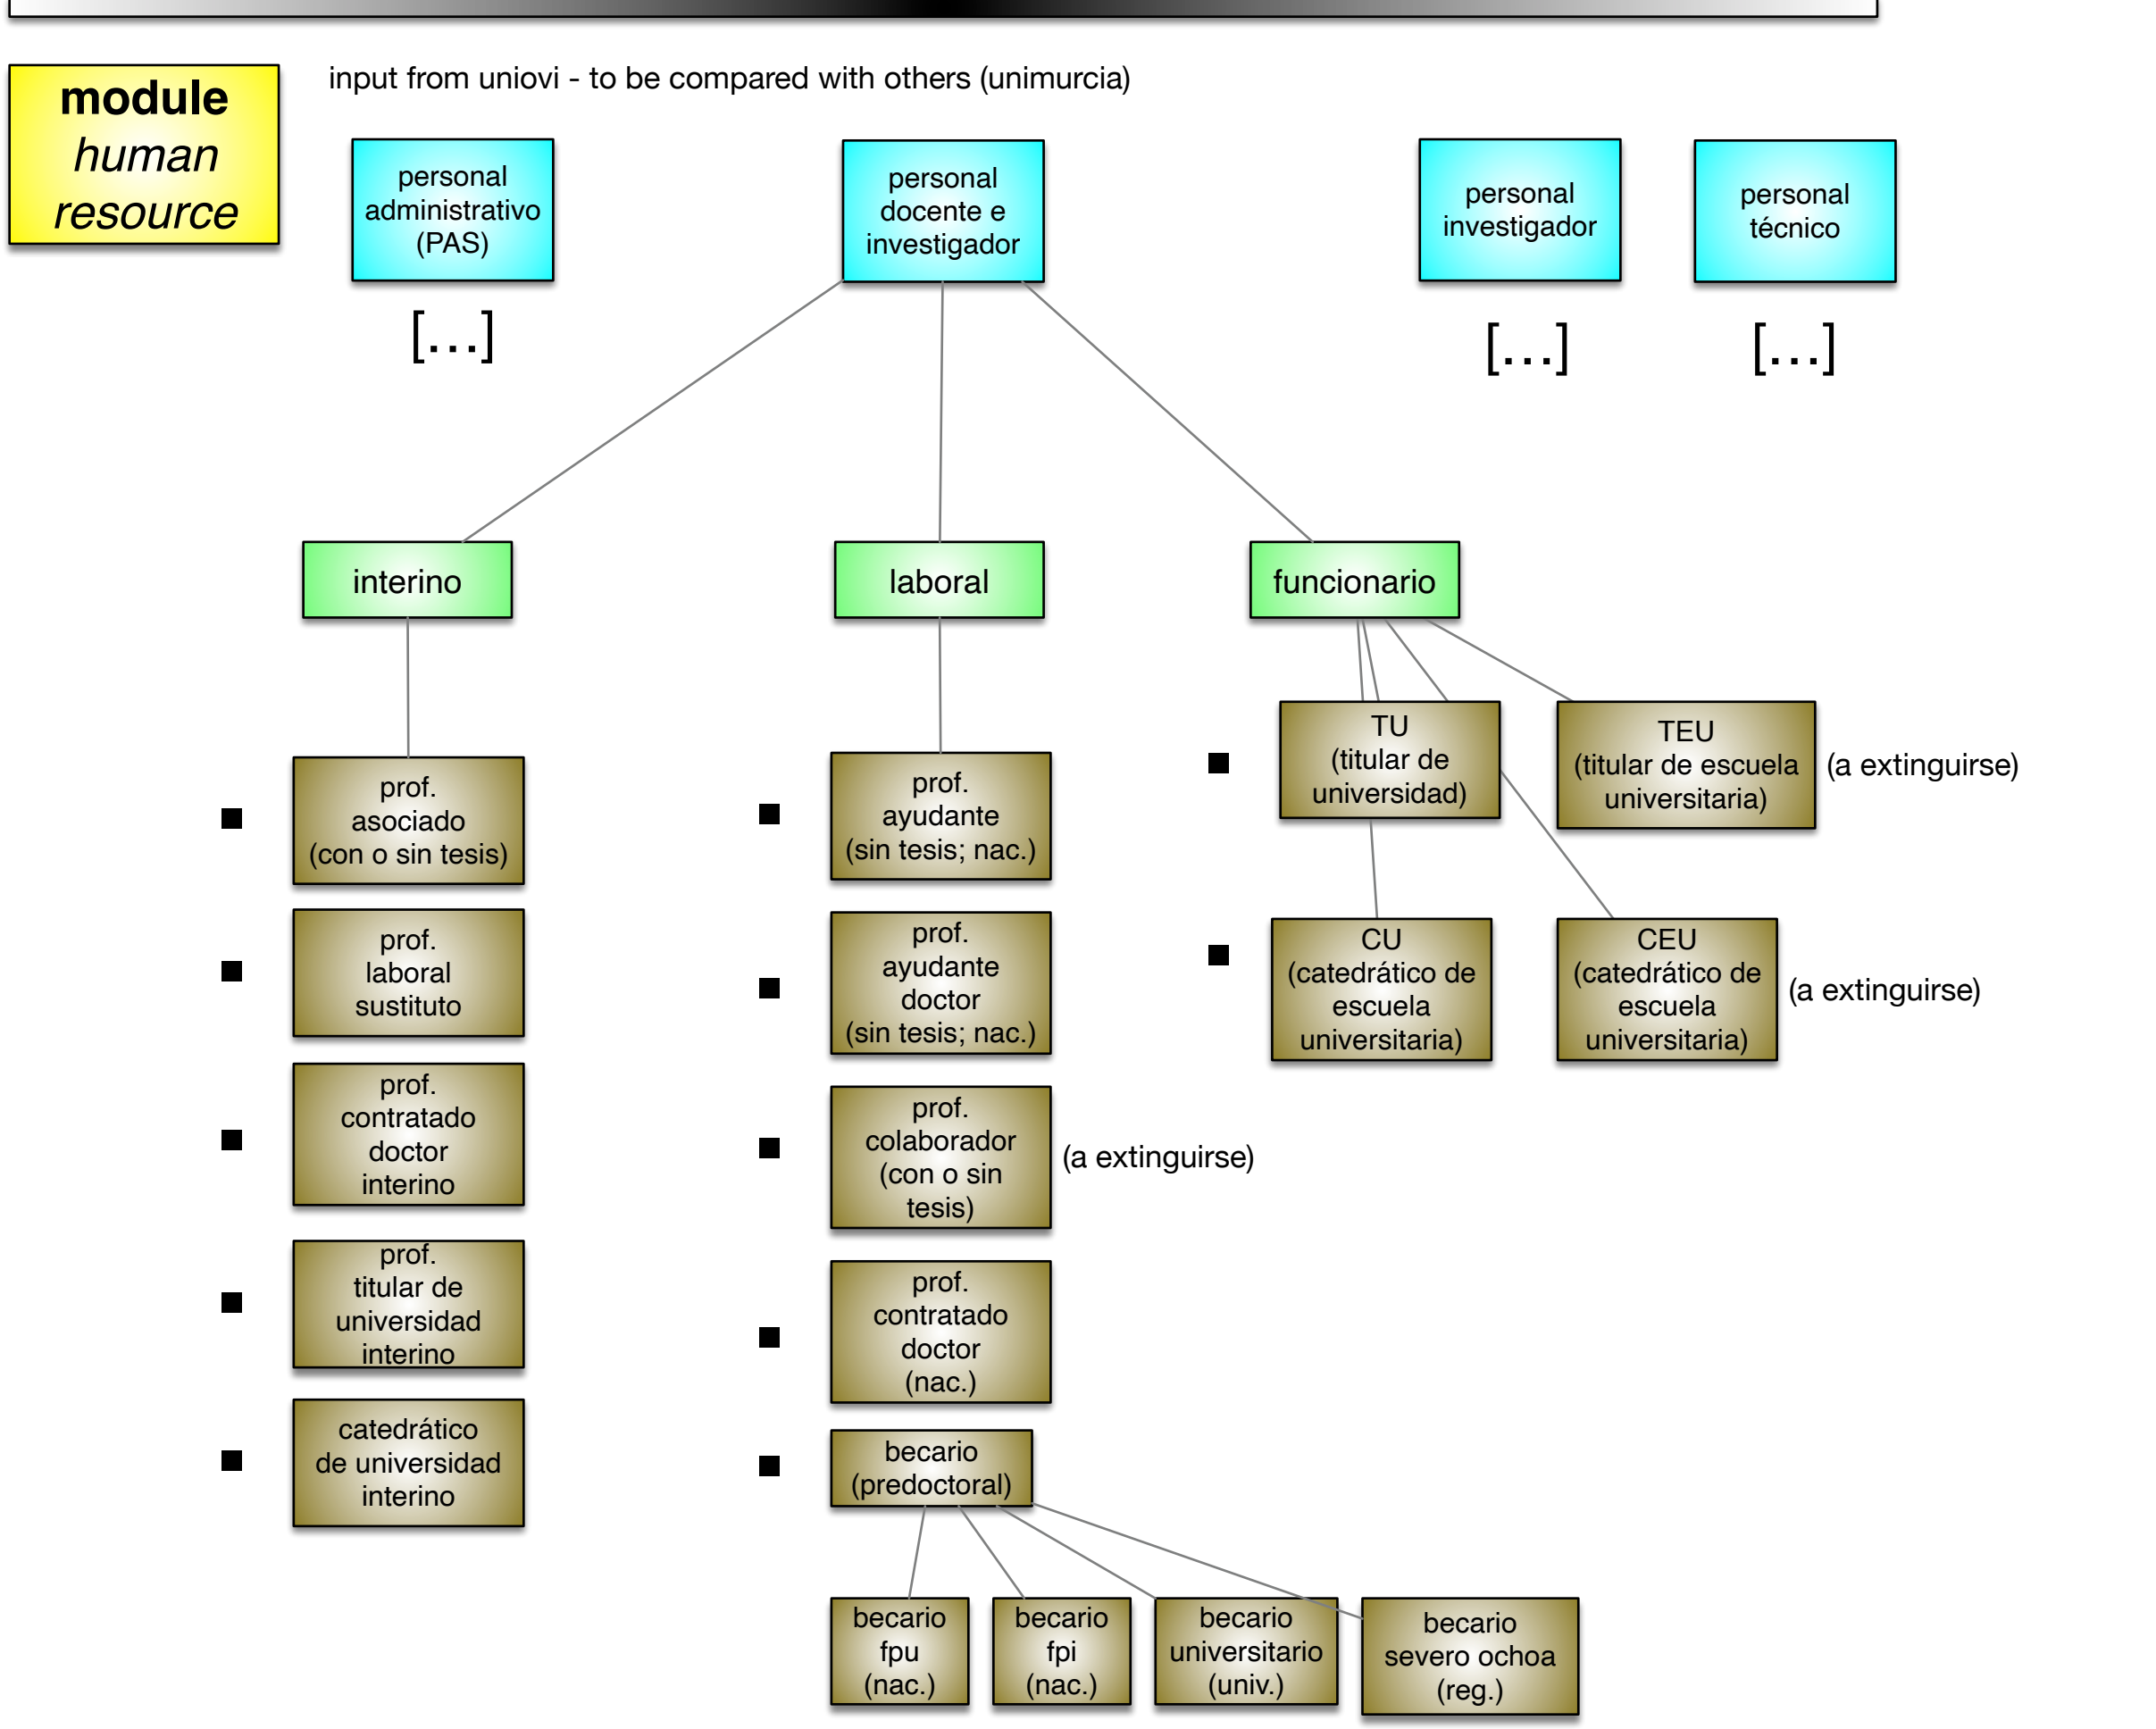 module
human
resource
input from uniovi - to be compared with others (unimurcia)
personal
administrativo
(PAS)
[…]
personal
docente e
investigador
personal
investigador
[…]
personal
técnico
[…]
interino
laboral
funcionario
prof.
asociado
(con o sin tesis)
prof.
laboral
sustituto
prof.
contratado
doctor
interino
prof.
titular de
universidad
interino
catedrático
de universidad
interino
prof.
ayudante
(sin tesis; nac.)
prof.
ayudante
doctor
(sin tesis; nac.)
prof.
colaborador
(con o sin
tesis)
(a extinguirse)
prof.
contratado
doctor
(nac.)
becario
(predoctoral)
becario
fpu
(nac.)
becario
fpi
(nac.)
becario
universitario
(univ.)
becario
severo ochoa
(reg.)
TU
(titular de
universidad)
TEU
(titular de escuela
universitaria)
(a extinguirse)
CU
(catedrático de
escuela
universitaria)
CEU
(catedrático de
escuela
universitaria)
(a extinguirse)